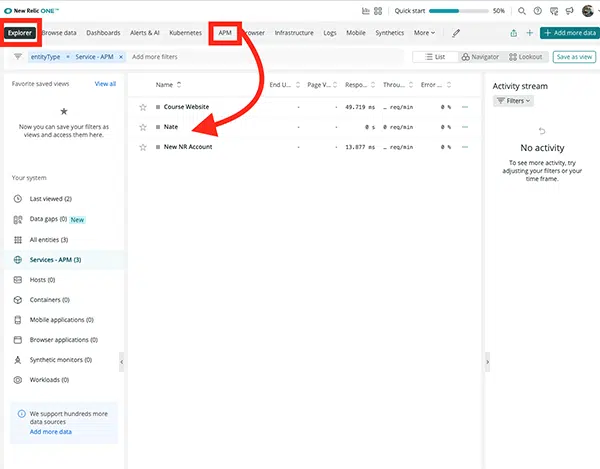 New Relic ONE™
Quick start 50%
Explorer Browse data Dashboards Alerts & AI Kubernetes APM Browser Infrastructure Logs Mobile Synthetics More + Add more data
entityType = Service - APM × Add more filters List Navigator Lookout Save as view
Favorite saved views View all
Now you can save your filters as
views and access them here.
Your system
Last viewed (2)
Data gaps (0) New
All entities (3)
Services - APM (3)
Hosts (0)
Containers (0)
Mobile applications (0)
Browser applications (0)
Synthetic monitors (0)
Workloads (0)
We support hundreds more
data sources
Add more data
Name End U... Page V... Respo... Throu... Error ...
Course Website - - 49.719 ms … req/min 0 %
Nate - - 0 s 0 req/min 0 %
New NR Account - - 13.877 ms … req/min 0 %
Activity stream
Filters
No activity
To see more activity, try
adjusting your filters or your
time frame.